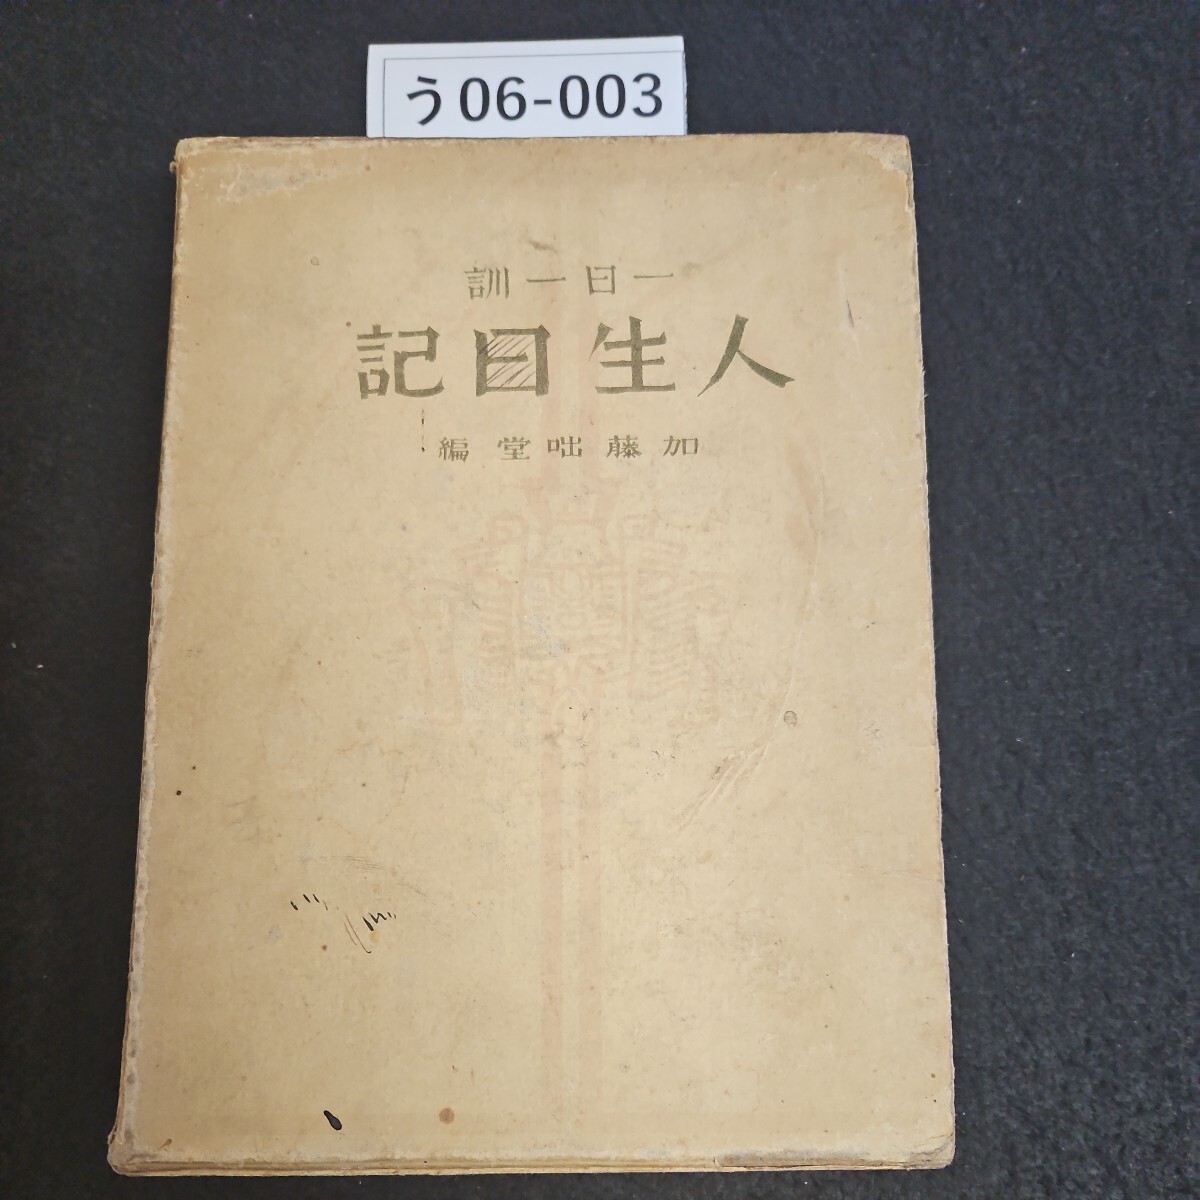 う06-003
一日一訓
人生日記
加藤咄堂編